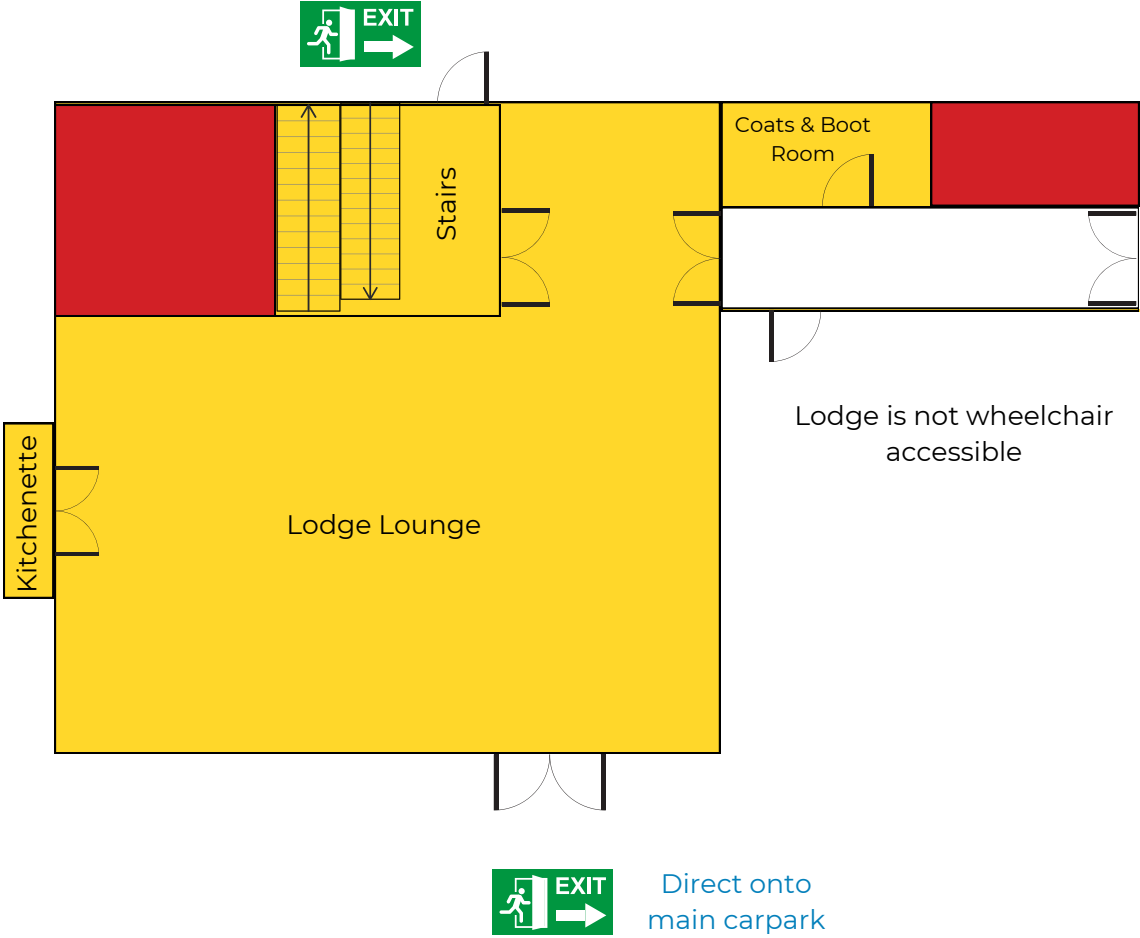 EXIT
Coats & Boot
Room
Stairs
Lodge is not wheelchair
accessible
Kitchenette
Lodge Lounge
EXIT
Direct onto
main carpark